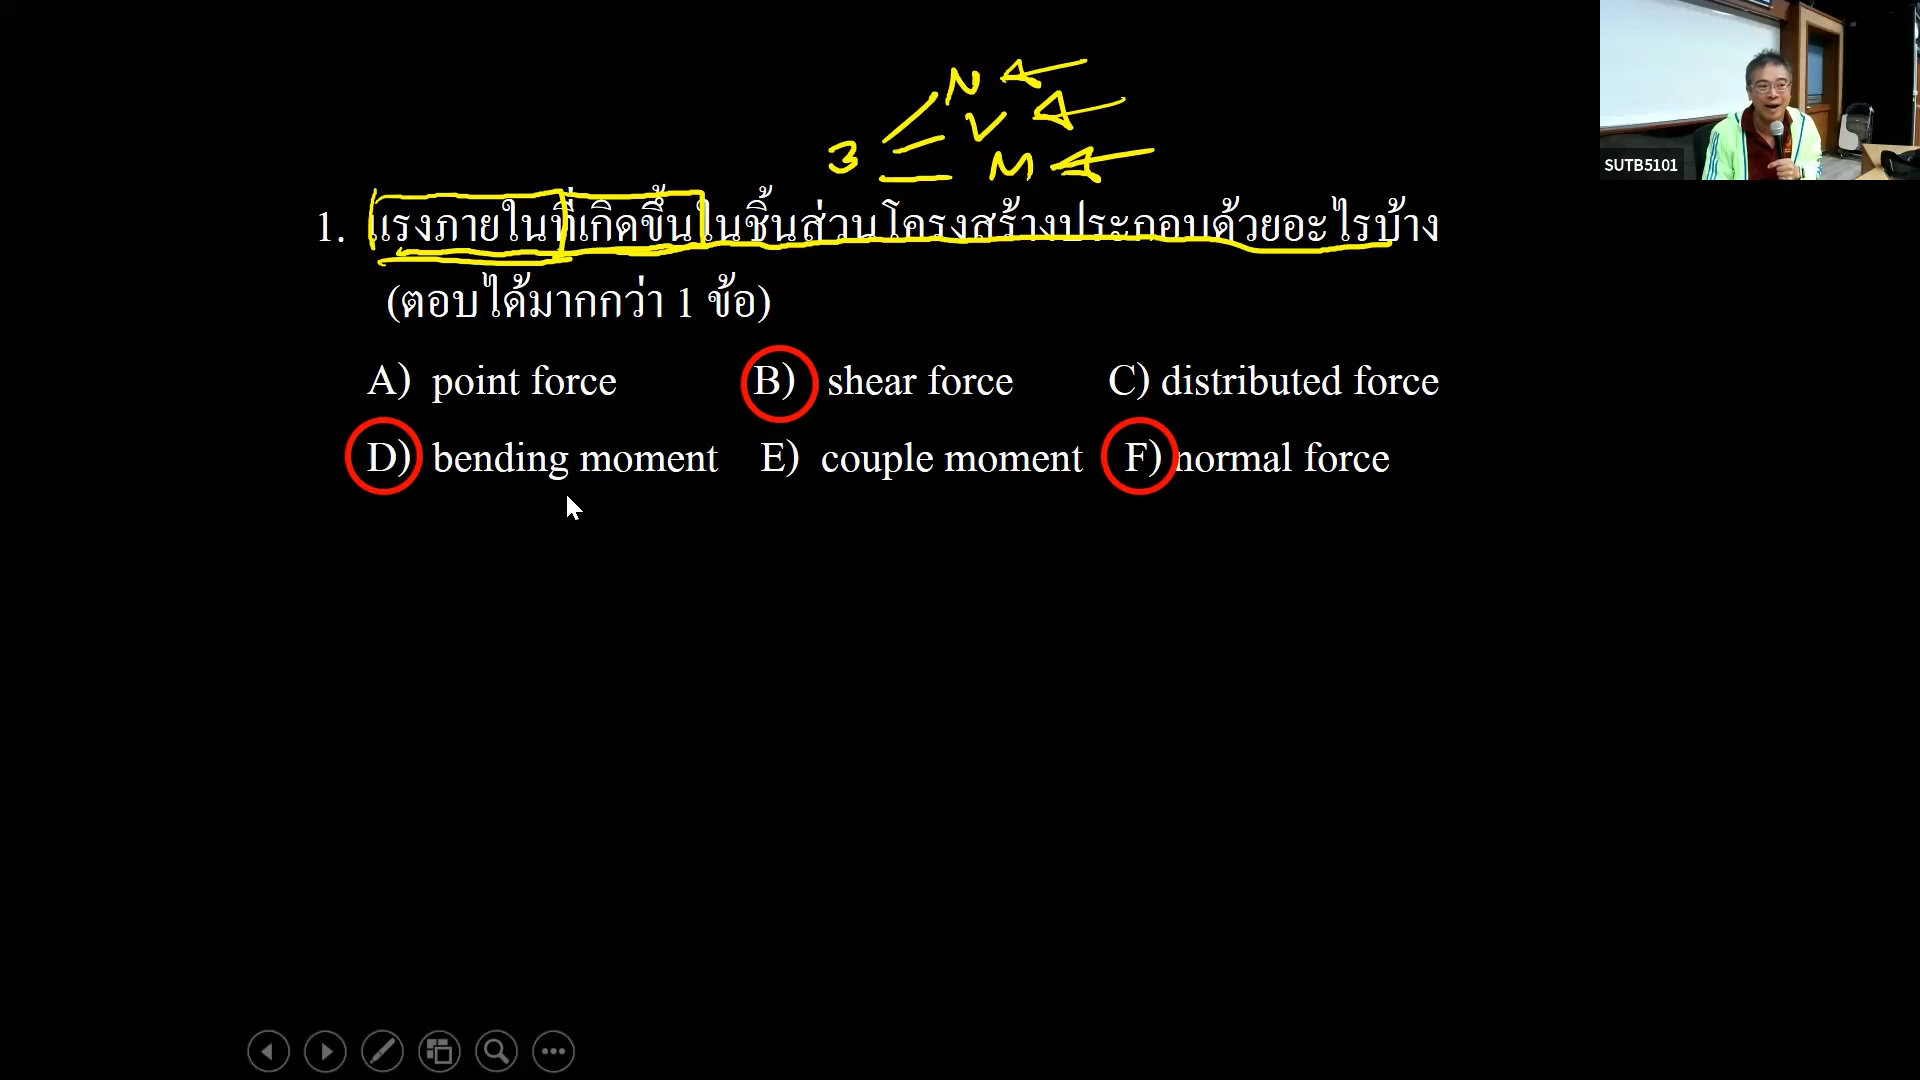 N
V
3
M
1. แรงภายในที่เกิดขึ้นในชิ้นส่วนโครงสร้างประกอบด้วยอะไรบ้าง
(ตอบได้มากกว่า 1 ข้อ)
A) point force B) shear force C) distributed force
D) bending moment E) couple moment F) normal force
SUTB5101